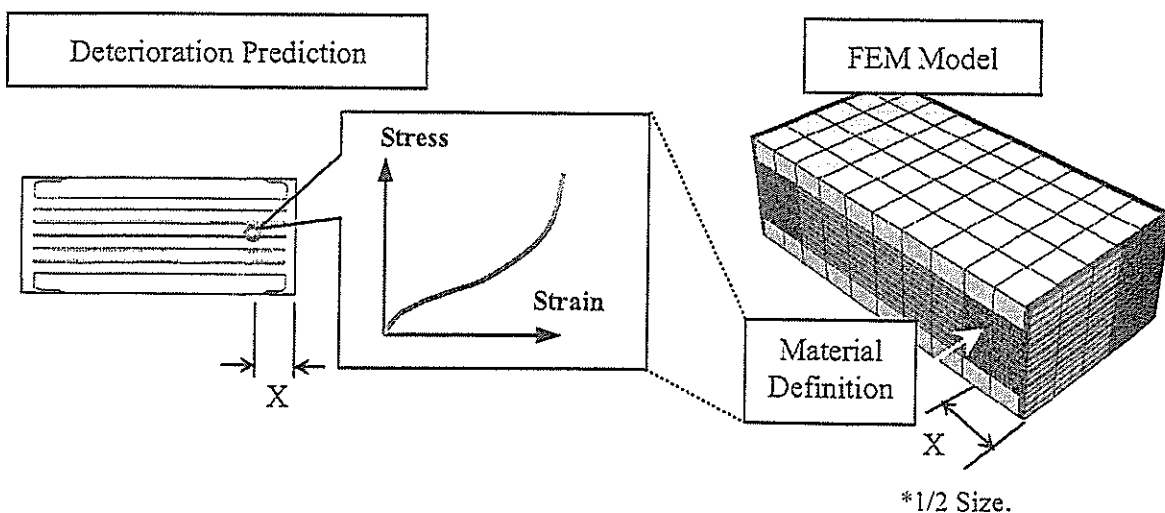 Deterioration Prediction
FEM Model
Stress
Strain
X
Material
Definition
X
*1/2 Size.